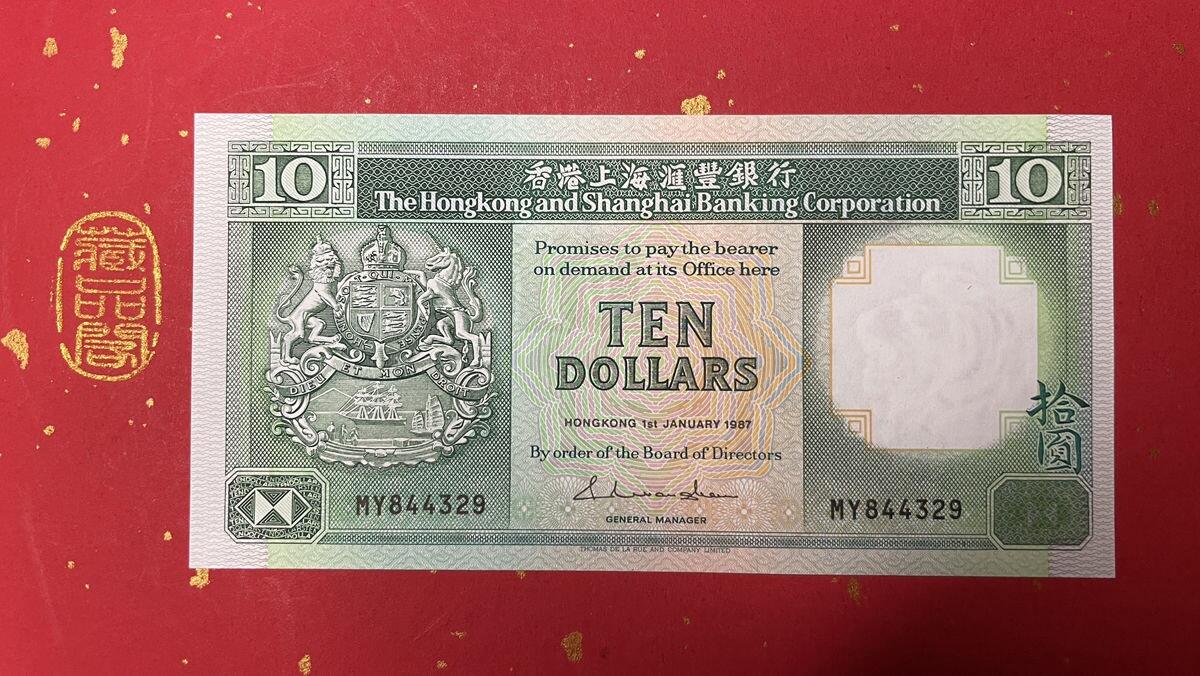 藏品閣
10
香港上海滙豐銀行
10
The Hongkong and Shanghai Banking Corporation
Promises to pay the bearer
on demand at its Office here
TEN
DOLLARS
HONGKONG 1st JANUARY 1987
By order of the Board of Directors
GENERAL MANAGER
DIEU ET MON DROIT
MY844329
MY844329
拾圓
THOMAS DE LA RUE AND COMPANY LIMITED